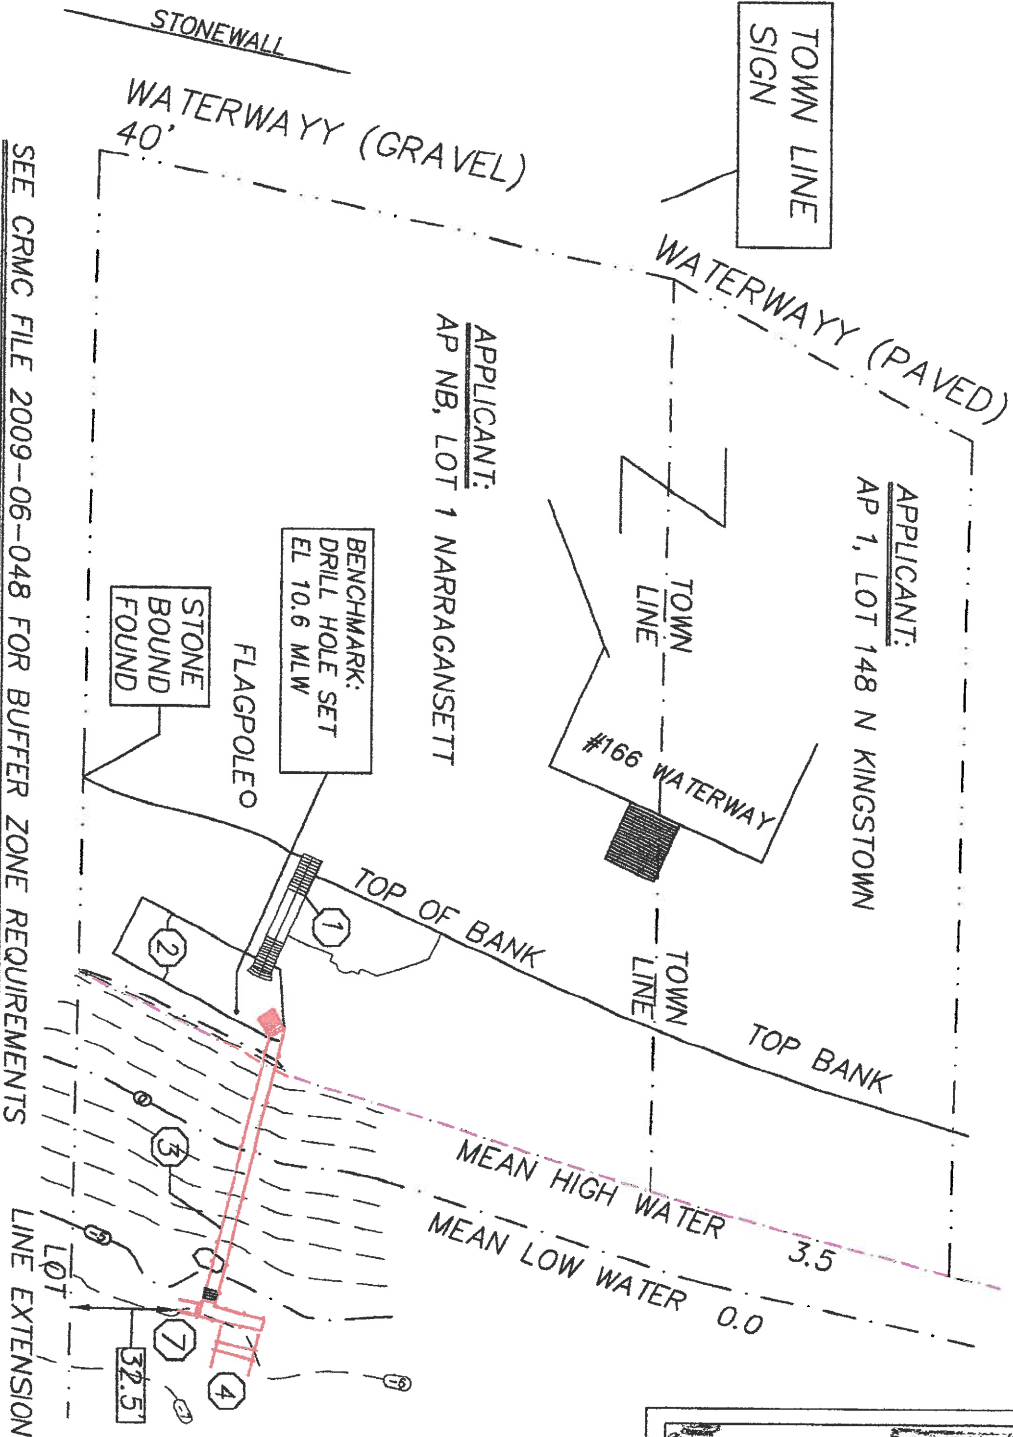 TOWN LINE
SIGN
STONEWALL
WATERWAYY (GRAVEL)
40'
WATERWAYY (PAVED)
APPLICANT:
AP 1, LOT 148 N KINGSTOWN
APPLICANT:
AP NB, LOT 1 NARRAGANSETT
TOWN
LINE
#166 WATERWAY
BENCHMARK:
DRILL HOLE SET
EL 10.6 MLW
FLAGPOLE
STONE
BOUND
FOUND
TOP OF BANK
TOWN
LINE
TOP BANK
1
2
MEAN HIGH WATER 3.5
MEAN LOW WATER 0.0
0
3
7
4
32.5'
-6
LOT
LINE EXTENSION
SEE CRMC FILE 2009-06-048 FOR BUFFER ZONE REQUIREMENTS